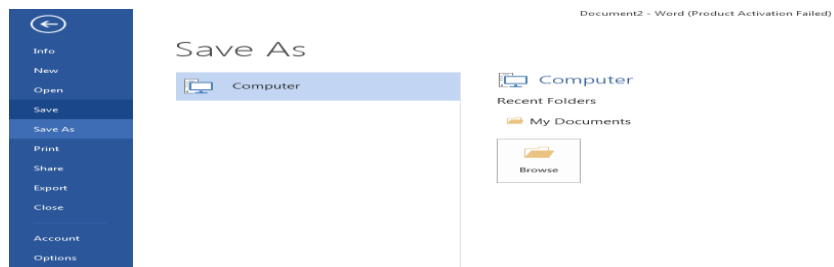 Document2 - Word (Product Activation Failed)
Info
New
Open
Save
Save As
Print
Share
Export
Close
Account
Options
Save As
Computer
Computer
Recent Folders
My Documents
Browse